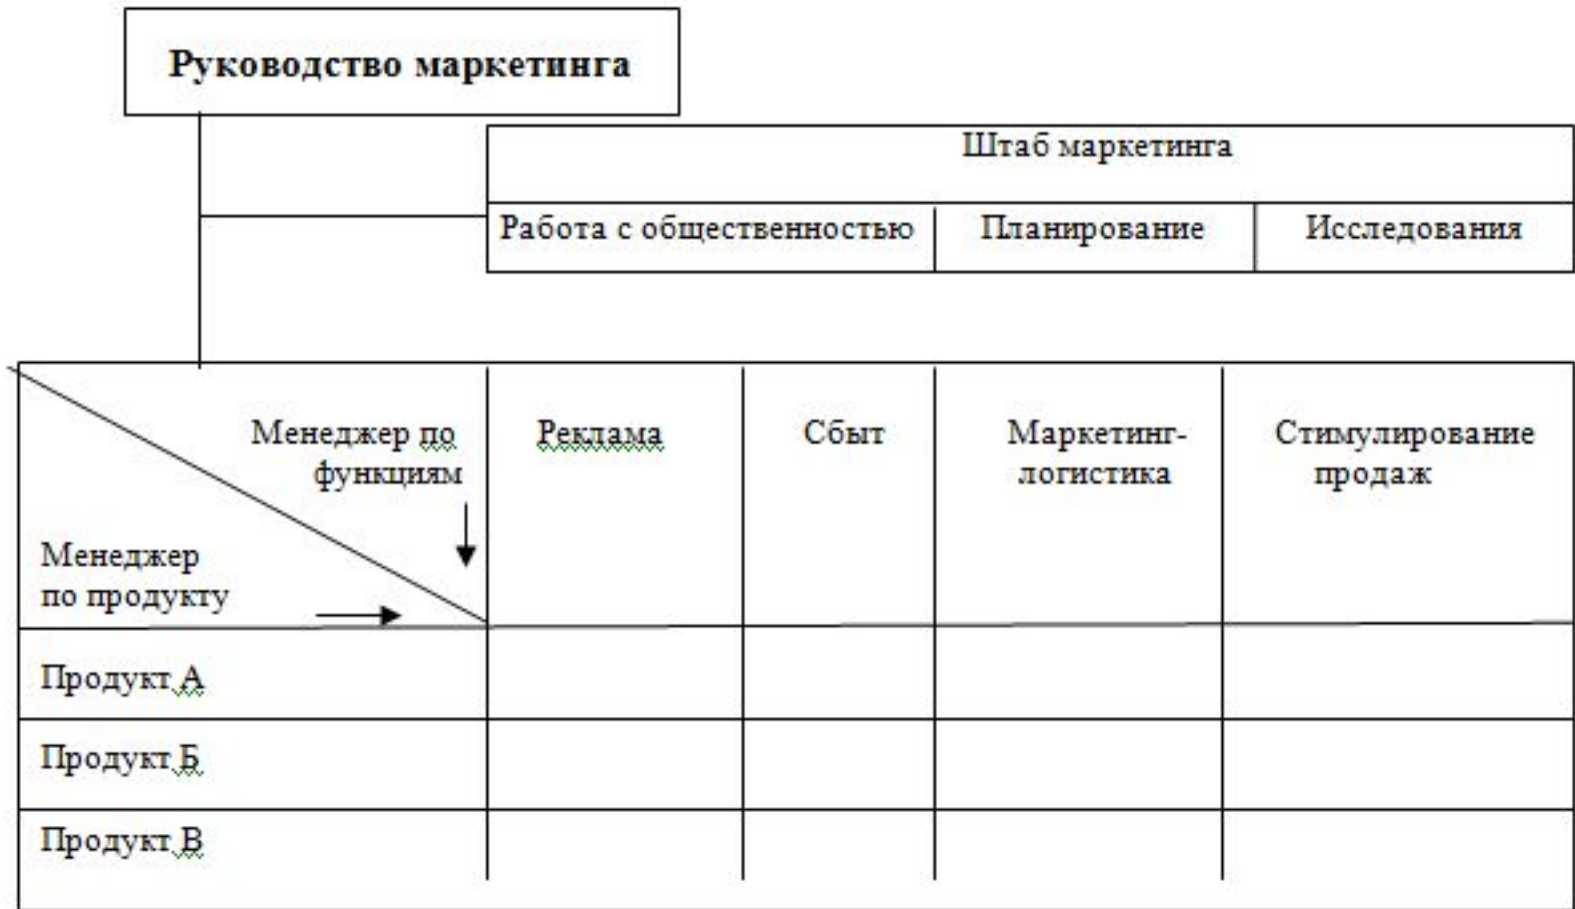 Руководство маркетинга
Штаб маркетинга
Работа с общественностью Планирование Исследования
Менеджер по
функциям
Менеджер
по продукту
Реклама
Сбыт
Маркетинг-
логистика
Стимулирование
продаж
Продукт А
Продукт Б
Продукт В